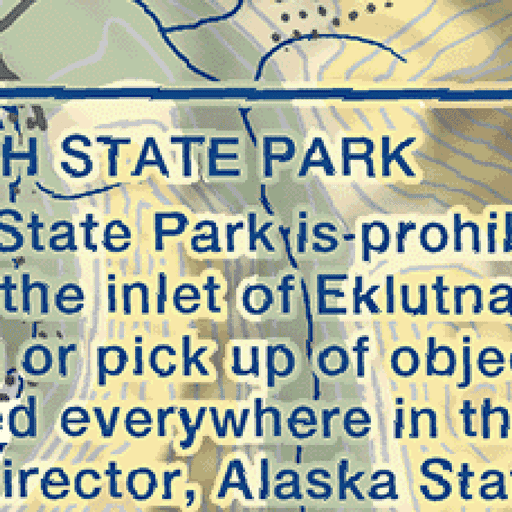 H STATE PARK
State Park is prohi
the inlet of Eklutna
or pick up of obje
ed everywhere in th
irector, Alaska Sta